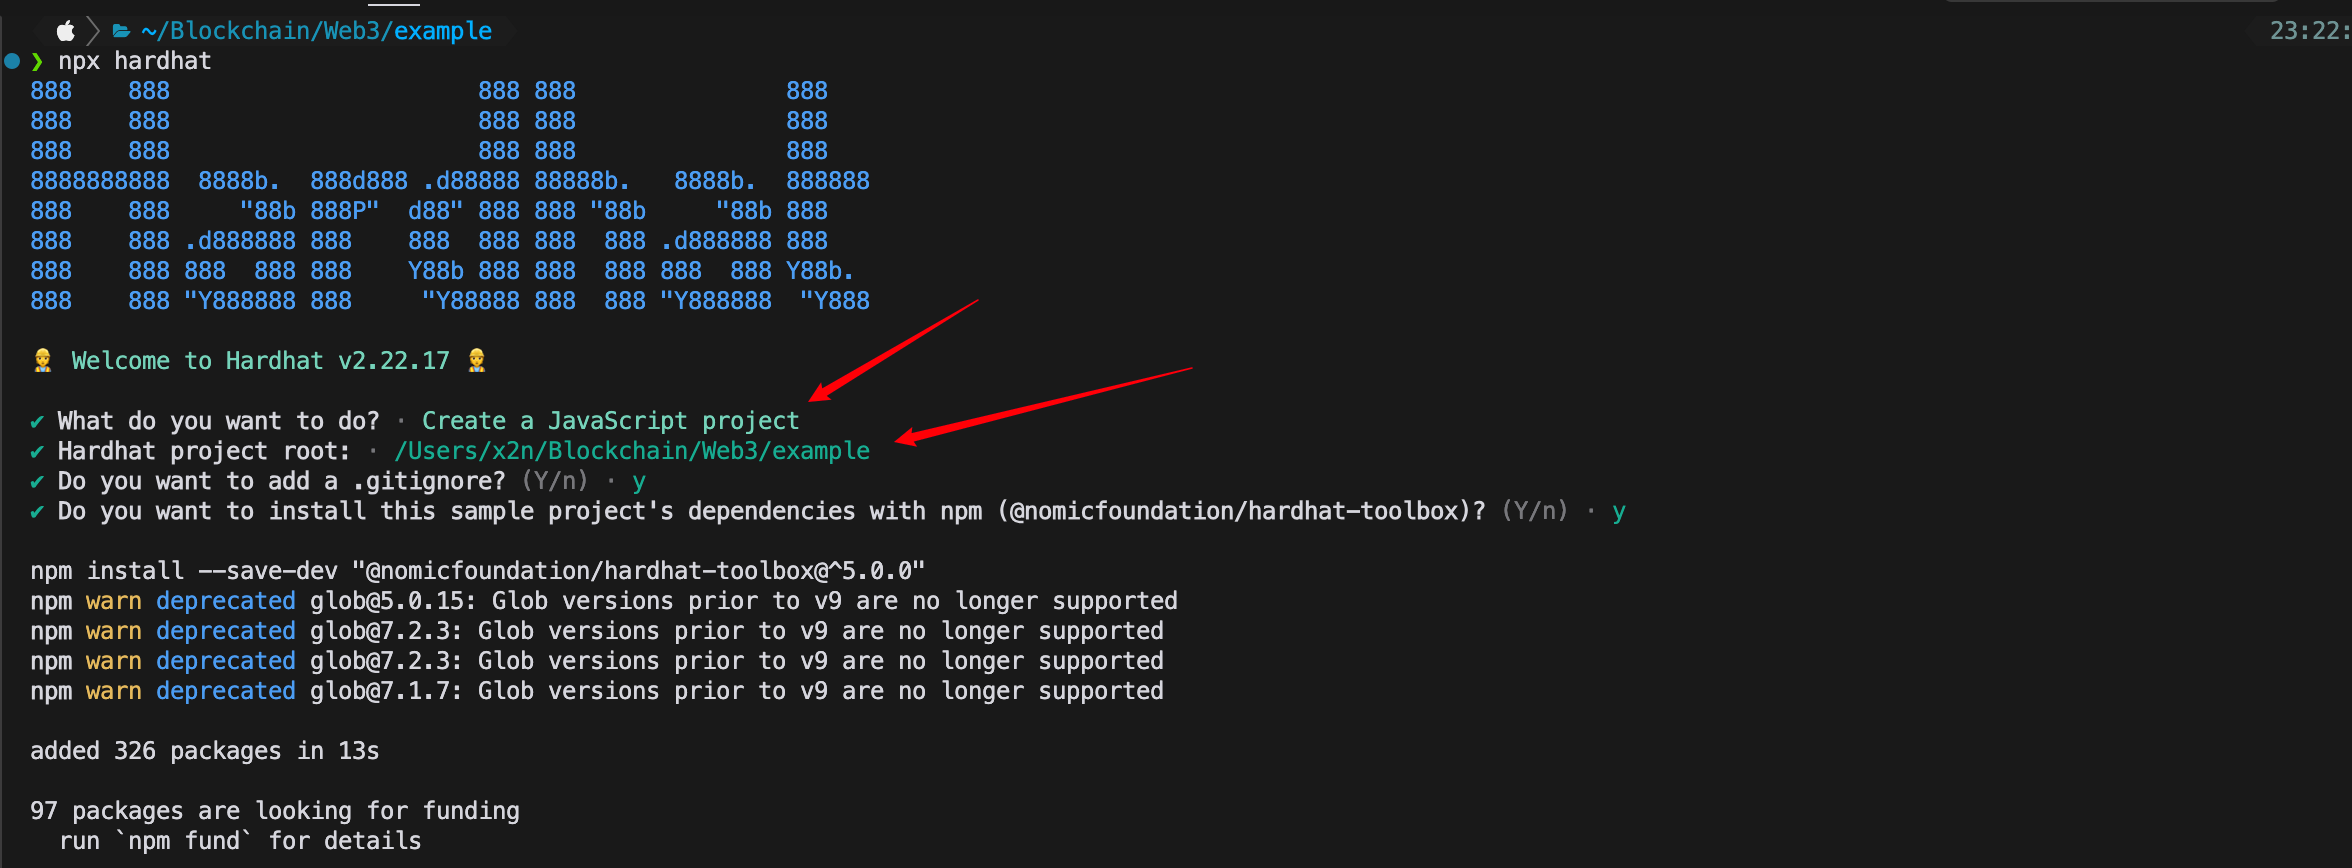 ~/Blockchain/Web3/example 23:22:
❯ npx hardhat
888    888                      888 888               888
888    888                      888 888               888
888    888                      888 888               888
8888888888  8888b.  888d888 .d88888 88888b.   8888b.  888888
888    888     "88b 888P"  d88" 888 888 "88b     "88b 888
888    888 .d888888 888    888  888 888  888 .d888888 888
888    888 888  888 888    Y88b 888 888  888 888  888 Y88b.
888    888 "Y888888 888     "Y88888 888  888 "Y888888  "Y888
👷 Welcome to Hardhat v2.22.17 👷
✔ What do you want to do? · Create a JavaScript project
✔ Hardhat project root: · /Users/x2n/Blockchain/Web3/example
✔ Do you want to add a .gitignore? (Y/n) · y
✔ Do you want to install this sample project's dependencies with npm (@nomicfoundation/hardhat-toolbox)? (Y/n) · y
npm install --save-dev "@nomicfoundation/hardhat-toolbox@^5.0.0"
npm warn deprecated glob@5.0.15: Glob versions prior to v9 are no longer supported
npm warn deprecated glob@7.2.3: Glob versions prior to v9 are no longer supported
npm warn deprecated glob@7.2.3: Glob versions prior to v9 are no longer supported
npm warn deprecated glob@7.1.7: Glob versions prior to v9 are no longer supported
added 326 packages in 13s
97 packages are looking for funding
  run `npm fund` for details